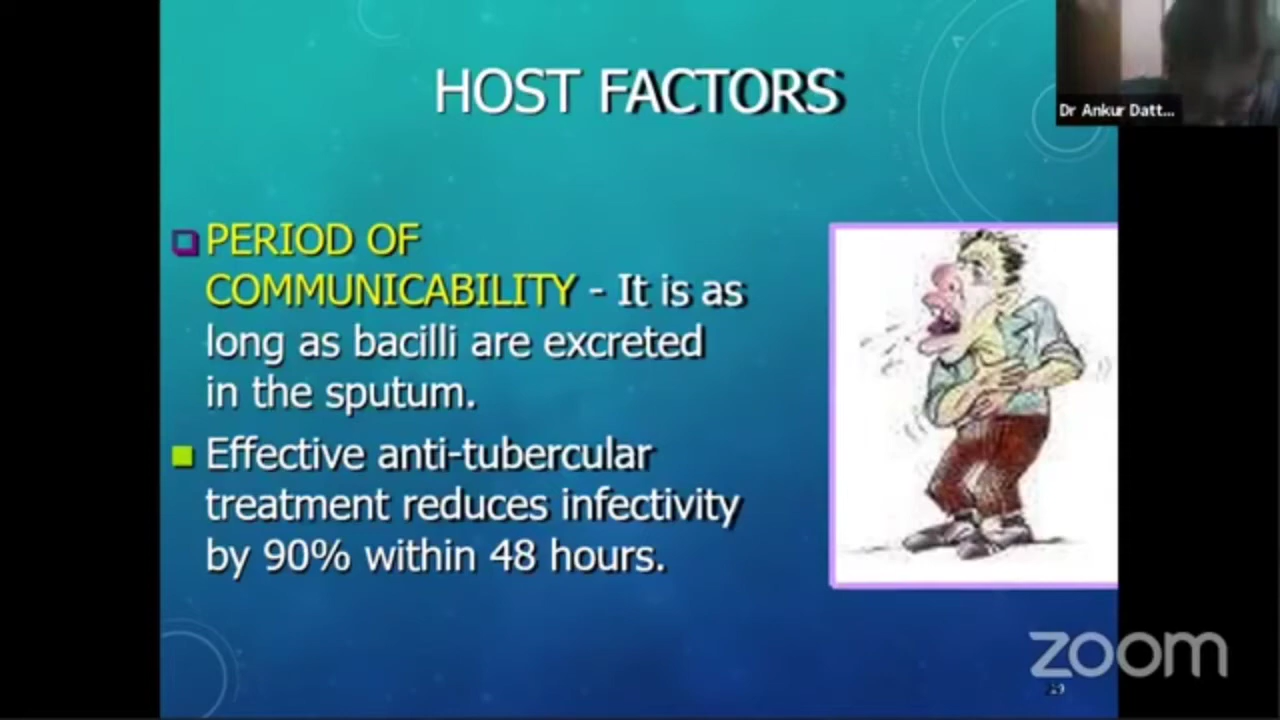 HOST FACTORS
Dr Ankur Datt...
PERIOD OF
COMMUNICABILITY - It is as
long as bacilli are excreted
in the sputum.
Effective anti-tubercular
treatment reduces infectivity
by 90% within 48 hours.
zoom